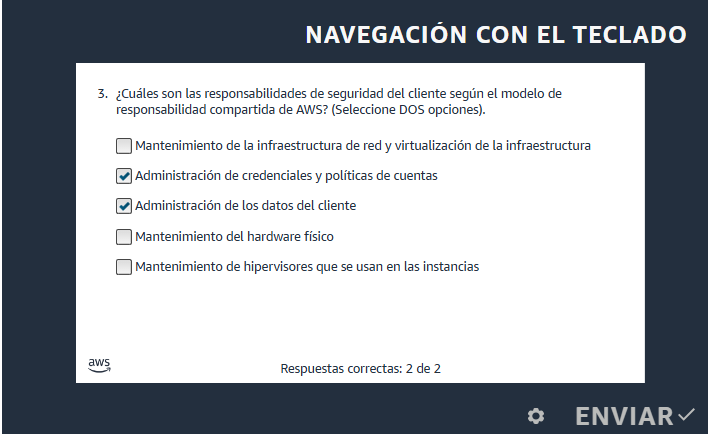 NAVEGACIÓN CON EL TECLADO
3. ¿Cuáles son las responsabilidades de seguridad del cliente según el modelo de
responsabilidad compartida de AWS? (Seleccione DOS opciones).
Mantenimiento de la infraestructura de red y virtualización de la infraestructura
Administración de credenciales y políticas de cuentas
Administración de los datos del cliente
Mantenimiento del hardware físico
Mantenimiento de hipervisores que se usan en las instancias
aws
Respuestas correctas: 2 de 2
ENVIAR